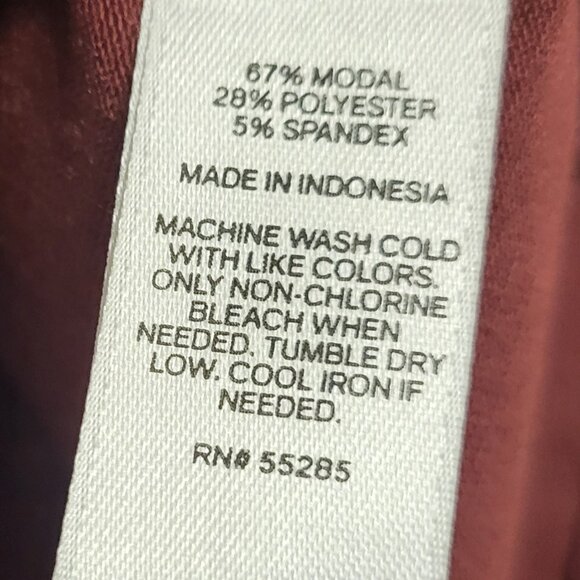 67% MODAL
28% POLYESTER
5% SPANDEX
MADE IN INDONESIA
MACHINE WASH COLD
WITH LIKE COLORS.
ONLY NON-CHLORINE
BLEACH WHEN
NEEDED. TUMBLE DRY
LOW. COOL IRON IF
NEEDED.
RN# 55285